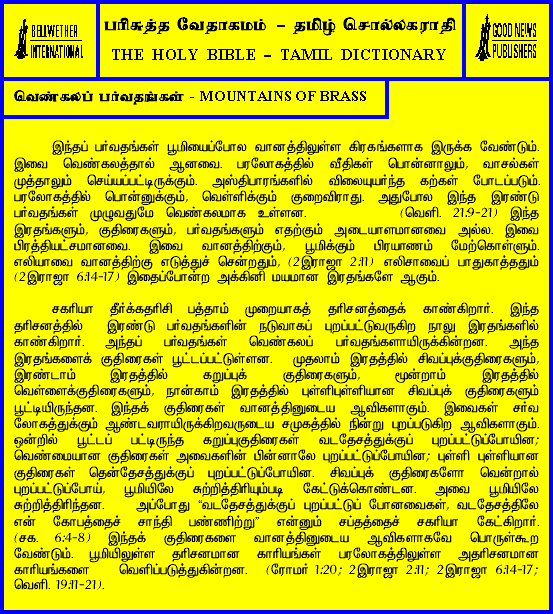 BELLWETHER
INTERNATIONAL
பரிசுத்த வேதாகமம் – தமிழ் சொல்லகராதி
THE HOLY BIBLE – TAMIL DICTIONARY
GOOD NEWS
PUBLISHERS
வெண்கலப் பர்வதங்கள் - MOUNTAINS OF BRASS
இந்தப் பர்வதங்கள் பூமியைப்போல வானத்திலுள்ள கிரகங்களாக இருக்க வேண்டும்.
இவை வெண்கலத்தால் ஆனவை. பரலோகத்தில் வீதிகள் பொன்னாலும், வாசல்கள்
முத்தாலும் செய்யப்பட்டிருக்கும். அஸ்திபாரங்களில் விலையுயர்ந்த கற்கள் போடப்படும்.
பரலோகத்தில் பொன்னுக்கும், வெள்ளிக்கும் குறைவிராது. அதுபோல இந்த இரண்டு
பர்வதங்கள் முழுவதுமே வெண்கலமாக உள்ளன. (வெளி. 21:9-21) இந்த
இரதங்களும், குதிரைகளும், பர்வதங்களும் எதற்கும் அடையாளமானவை அல்ல. இவை
பிரத்தியட்சமானவை. இவை வானத்திற்கும், பூமிக்கும் பிரயாணம் மேற்கொள்ளும்.
எலியாவை வானத்திற்கு எடுத்துச் சென்றதும், (2இராஜா 2:11) எலிசாவைப் பாதுகாத்ததும்
(2இராஜா 6:14-17) இதைப்போன்ற அக்கினி மயமான இரதங்களே ஆகும்.
சகரியா தீர்க்கதரிசி பத்தாம் முறையாகத் தரிசனத்தைக் காண்கிறார். இந்த
தரிசனத்தில் இரண்டு பர்வதங்களின் நடுவாகப் புறப்பட்டுவருகிற நாலு இரதங்களில்
காண்கிறார். அந்தப் பர்வதங்கள் வெண்கலப் பர்வதங்களாயிருக்கின்றன. அந்த
இரதங்களைக் குதிரைகள் பூட்டப்பட்டுள்ளன. முதலாம் இரதத்தில் சிவப்புக்குதிரைகளும்,
இரண்டாம் இரதத்தில் கறுப்புக் குதிரைகளும், மூன்றாம் இரதத்தில்
வெள்ளைக்குதிரைகளும், நான்காம் இரதத்தில் புள்ளிபுள்ளியான சிவப்புக் குதிரைகளும்
பூட்டியிருந்தன. இந்தக் குதிரைகள் வானத்தினுடைய ஆவிகளாகும். இவைகள் சர்வ
லோகத்துக்கும் ஆண்டவராயிருக்கிறவருடைய சமுகத்தில் நின்று புறப்படுகிற ஆவிகளாகும்.
ஒன்றில் பூட்டப் பட்டிருந்த கறுப்புகுதிரைகள் வடதேசத்துக்குப் புறப்பட்டுப்போயின;
வெண்மையான குதிரைகள் அவைகளின் பின்னாலே புறப்பட்டுபோயின; புள்ளி புள்ளியான
குதிரைகள் தென்தேசத்துக்குப் புறப்பட்டுப்போயின. சிவப்புக் குதிரைகளோ வென்றால்
புறப்பட்டுப்போய், பூமியிலே சுற்றித்திரியும்படி கேட்டுக்கொண்டன. அவை பூமியிலே
சுற்றித்திரிந்தன. அப்போது “வடதேசத்துக்குப் புறப்பட்டுப் போனவைகள், வடதேசத்திலே
என் கோபத்தைச் சாந்தி பண்ணிற்று” என்னும் சப்தத்தைச் சகரியா கேட்கிறார்.
(சக. 6:4-8) இந்தக் குதிரைகளை வானத்தினுடைய ஆவிகளாகவே பொருள்கூற
வேண்டும். பூமியிலுள்ள தரிசனமான காரியங்கள் பரலோகத்திலுள்ள அதரிசனமான
காரியங்களை வெளிப்படுத்துகின்றன. (ரோமர் 1:20; 2இராஜா 2:11; 2இராஜா 6:14-17;
வெளி. 19:11-21).